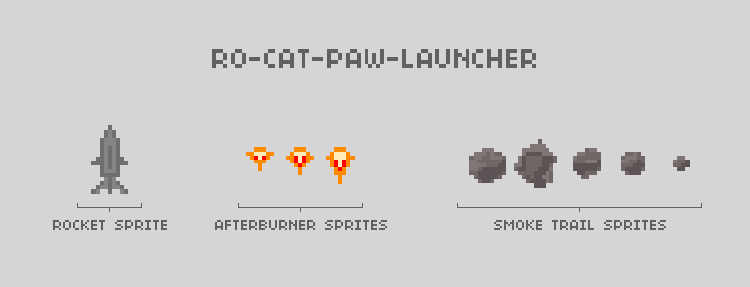 RO-CAT-PAW-LAUNCHER
ROCKET SPRITE
AFTERBURNER SPRITES
SMOKE TRAIL SPRITES